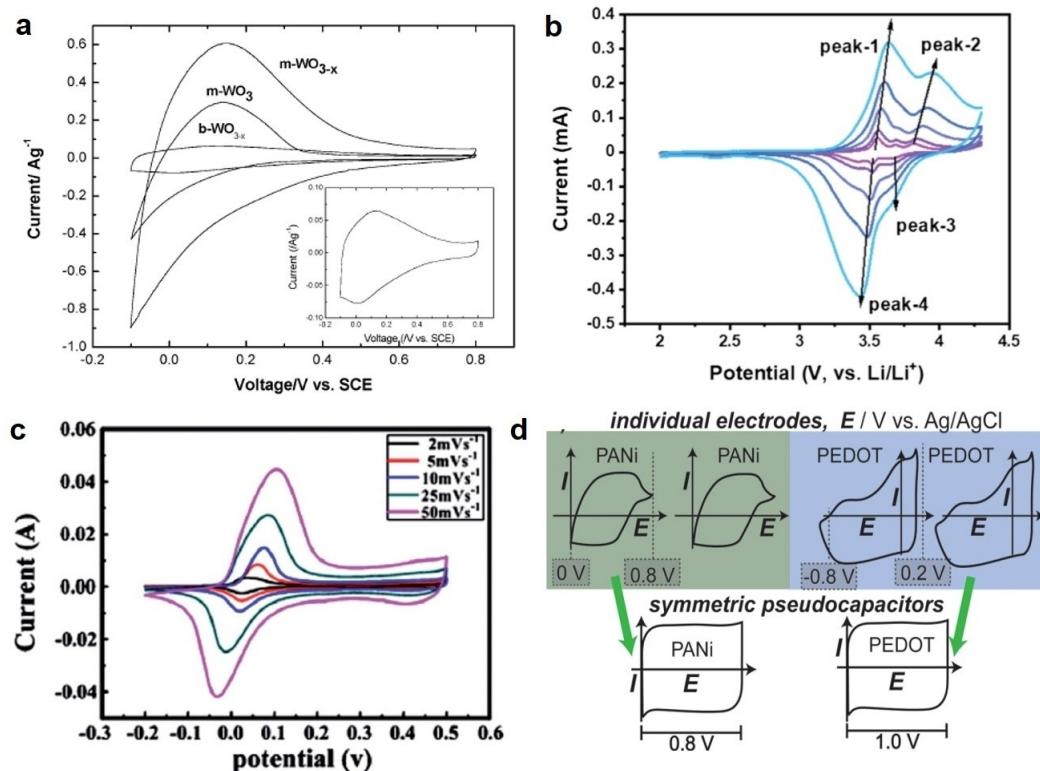 a
0.6
0.4
0.2
0.0
-0.2
-0.4
-0.6
-0.8
-1.0
Current/ Ag-1
m-WO3-x
m-WO3
b-WO3-x
-0.2
0.0
0.2
0.4
0.6
0.8
Voltage/V vs. SCE
0.10
0.05
0.00
-0.05
-0.10
Current (/Ag-1)
-0.2
0.0
0.2
0.4
0.6
0.8
Voltage (/V vs. SCE)
b
0.4
0.3
0.2
0.1
0.0
-0.1
-0.2
-0.3
-0.4
-0.5
Current (mA)
peak-1
peak-2
peak-3
peak-4
2
2.5
3
3.5
4
4.5
Potential (V, vs. Li/Li+)
c
0.06
0.04
0.02
0.00
-0.02
-0.04
Current (A)
2mVs-1
5mVs-1
10mVs-1
25mVs-1
50mVs-1
-0.3
-0.2
-0.1
0.0
0.1
0.2
0.3
0.4
0.5
0.6
potential (v)
d
individual electrodes, E / V vs. Ag/AgCl
PANi
PANi
PEDOT
PEDOT
I
I
I
I
E
E
E
E
0 V
0.8 V
-0.8 V
0.2 V
symmetric pseudocapacitors
I
PANi
I
E
0.8 V
I
PEDOT
E
1.0 V